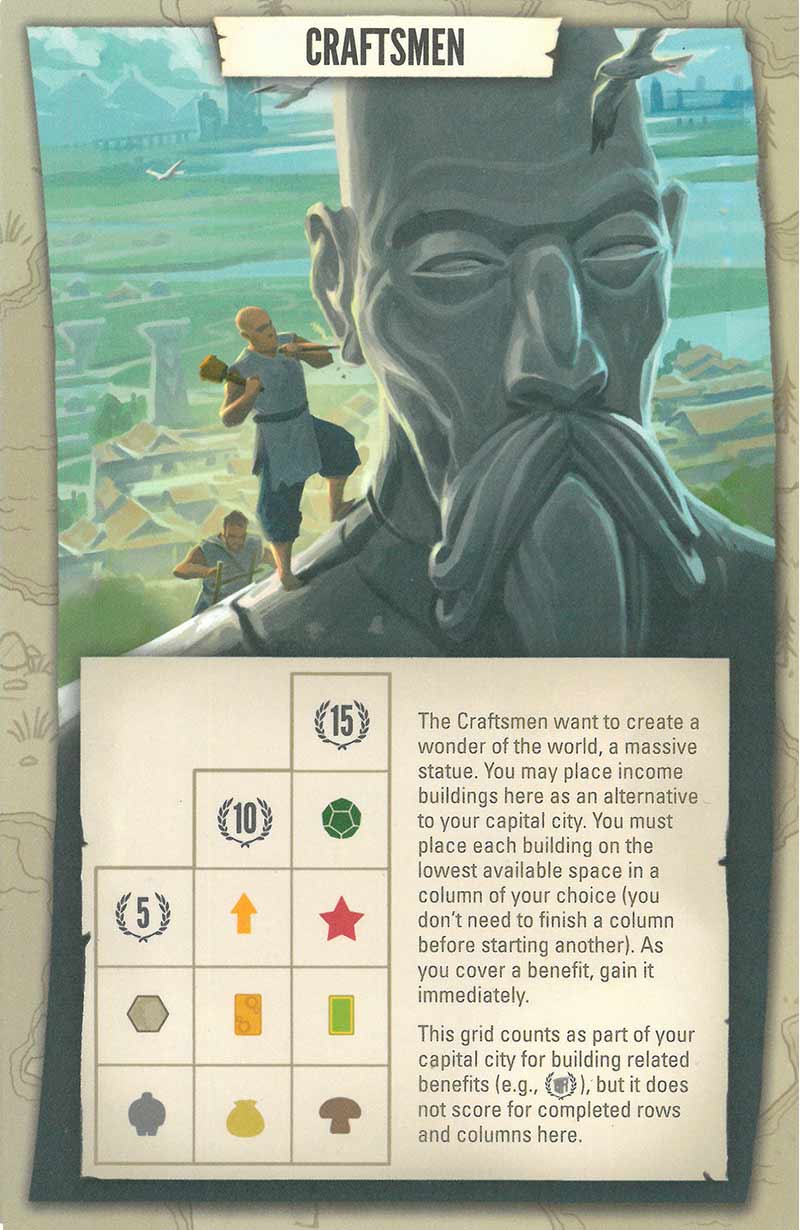 CRAFTSMEN
15
10
5
The Craftsmen want to create a
wonder of the world, a massive
statue. You may place income
buildings here as an alternative
to your capital city. You must
place each building on the
lowest available space in a
column of your choice (you
don't need to finish a column
before starting another). As
you cover a benefit, gain it
immediately.
This grid counts as part of your
capital city for building related
benefits (e.g., ), but it does
not score for completed rows
and columns here.